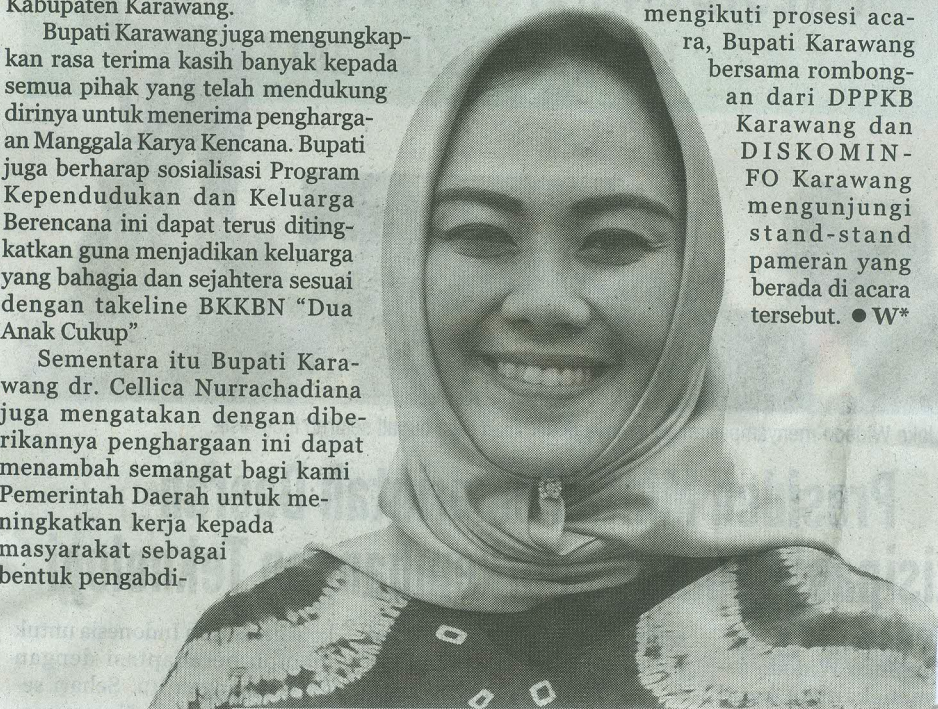 Kabupaten Karawang.
Bupati Karawang juga mengungkap-
kan rasa terima kasih banyak kepada
semua pihak yang telah mendukung
dirinya untuk menerima pengharga-
an Manggala Karya Kencana. Bupati
juga berharap sosialisasi Program
Kependudukan dan Keluarga
Berencana ini dapat terus diting-
katkan guna menjadikan keluarga
yang bahagia dan sejahtera sesuai
dengan takeline BKKBN “Dua
Anak Cukup”
Sementara itu Bupati Kara-
wang dr. Cellica Nurrachadiana
juga mengatakan dengan dibe-
rikannya penghargaan ini dapat
menambah semangat bagi kami
Pemerintah Daerah untuk me-
ningkatkan kerja kepada
masyarakat sebagai
bentuk pengabdi-
mengikuti prosesi aca-
ra, Bupati Karawang
bersama rombong-
an dari DPPKB
Karawang dan
DISKOMIN-
FO Karawang
mengunjungi
stand-stand
pameran yang
berada di acara
tersebut. ● W*